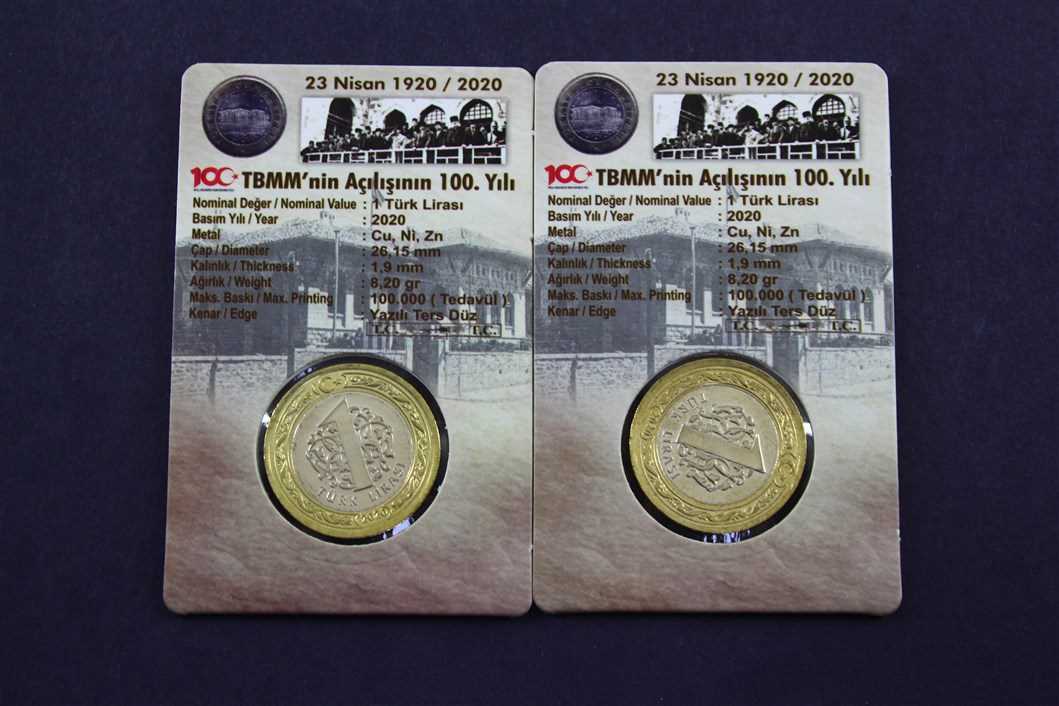 23 Nisan 1920 / 2020
100
TBMM'nin Açılışının 100. Yılı
Nominal Değer / Nominal Value : 1 Türk Lirası
Basım Yılı / Year : 2020
Metal : Cu, Ni, Zn
Çap / Diameter : 26,15 mm
Kalınlık / Thickness : 1,9 mm
Ağırlık / Weight : 8,20 gr
Maks. Baskı / Max. Printing : 100.000 ( Tedavül )
Kenar / Edge : Yazılı Ters Düz
T.C. T.C.
1
TÜRK LİRASI
23 Nisan 1920 / 2020
100
TBMM'nin Açılışının 100. Yılı
Nominal Değer / Nominal Value : 1 Türk Lirası
Basım Yılı / Year : 2020
Metal : Cu, Ni, Zn
Çap / Diameter : 26,15 mm
Kalınlık / Thickness : 1,9 mm
Ağırlık / Weight : 8,20 gr
Maks. Baskı / Max. Printing : 100.000 ( Tedavül )
Kenar / Edge : Yazılı Ters Düz
T.C. T.C.
1
TÜRK LİRASI
2020